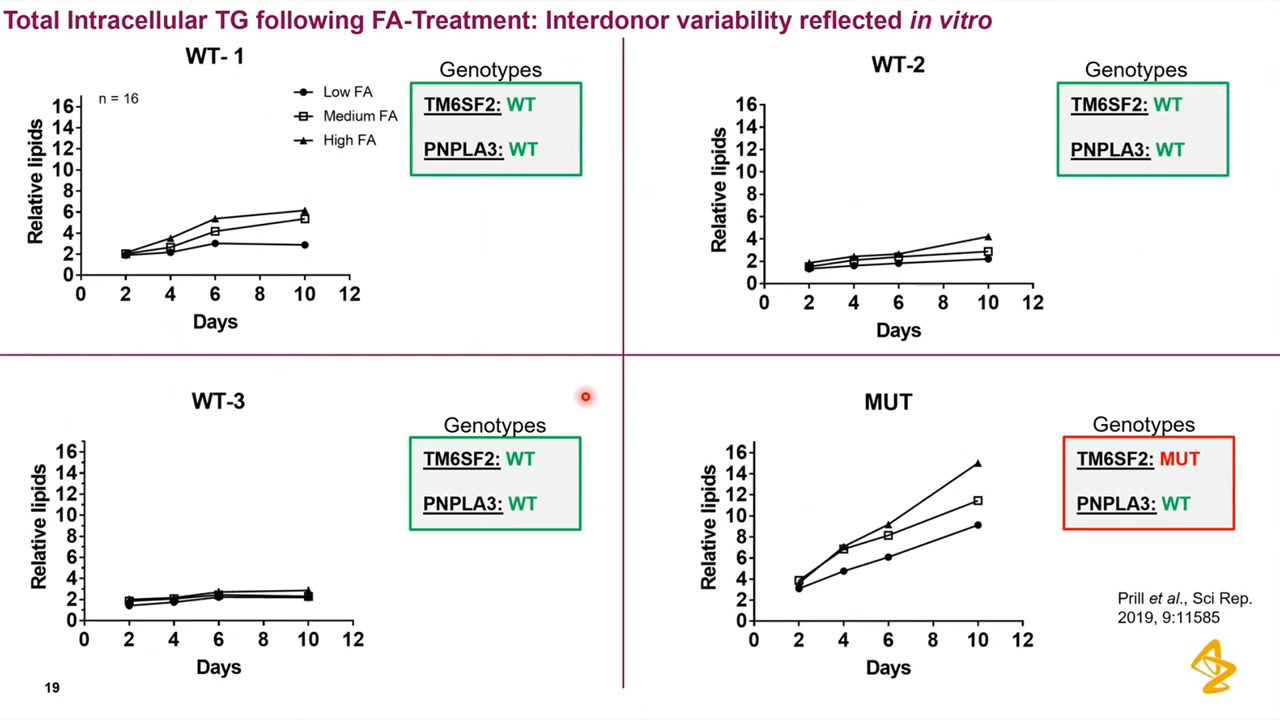 Total Intracellular TG following FA-Treatment: Interdonor variability reflected in vitro
WT- 1
n = 16
Low FA
Medium FA
High FA
Relative lipids
16
14
12
10
8
6
4
2
0
0 2 4 6 8 10 12
Days
Genotypes
TM6SF2: WT
PNPLA3: WT
WT-2
Relative lipids
16
14
12
10
8
6
4
2
0
0 2 4 6 8 10 12
Days
Genotypes
TM6SF2: WT
PNPLA3: WT
WT-3
Relative lipids
16
14
12
10
8
6
4
2
0
0 2 4 6 8 10 12
Days
Genotypes
TM6SF2: WT
PNPLA3: WT
MUT
Relative lipids
16
14
12
10
8
6
4
2
0
0 2 4 6 8 10 12
Days
Genotypes
TM6SF2: MUT
PNPLA3: WT
Prill et al., Sci Rep.
2019, 9:11585
19